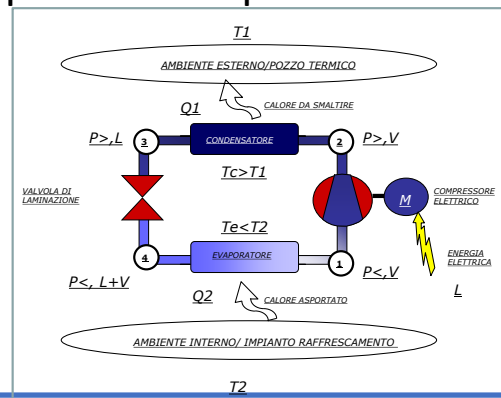 T1
AMBIENTE ESTERNO/POZZO TERMICO
Q1
CALORE DA SMALTIRE
P>,L
3
CONDENSATORE
2
P>,V
Tc>T1
VALVOLA DI
LAMINAZIONE
M
COMPRESSORE
ELETTRICO
Te<T2
4
EVAPORATORE
1
ENERGIA
ELETTRICA
P<, L+V
P<,V
L
Q2
CALORE ASPORTATO
AMBIENTE INTERNO/ IMPIANTO RAFFRESCAMENTO
T2